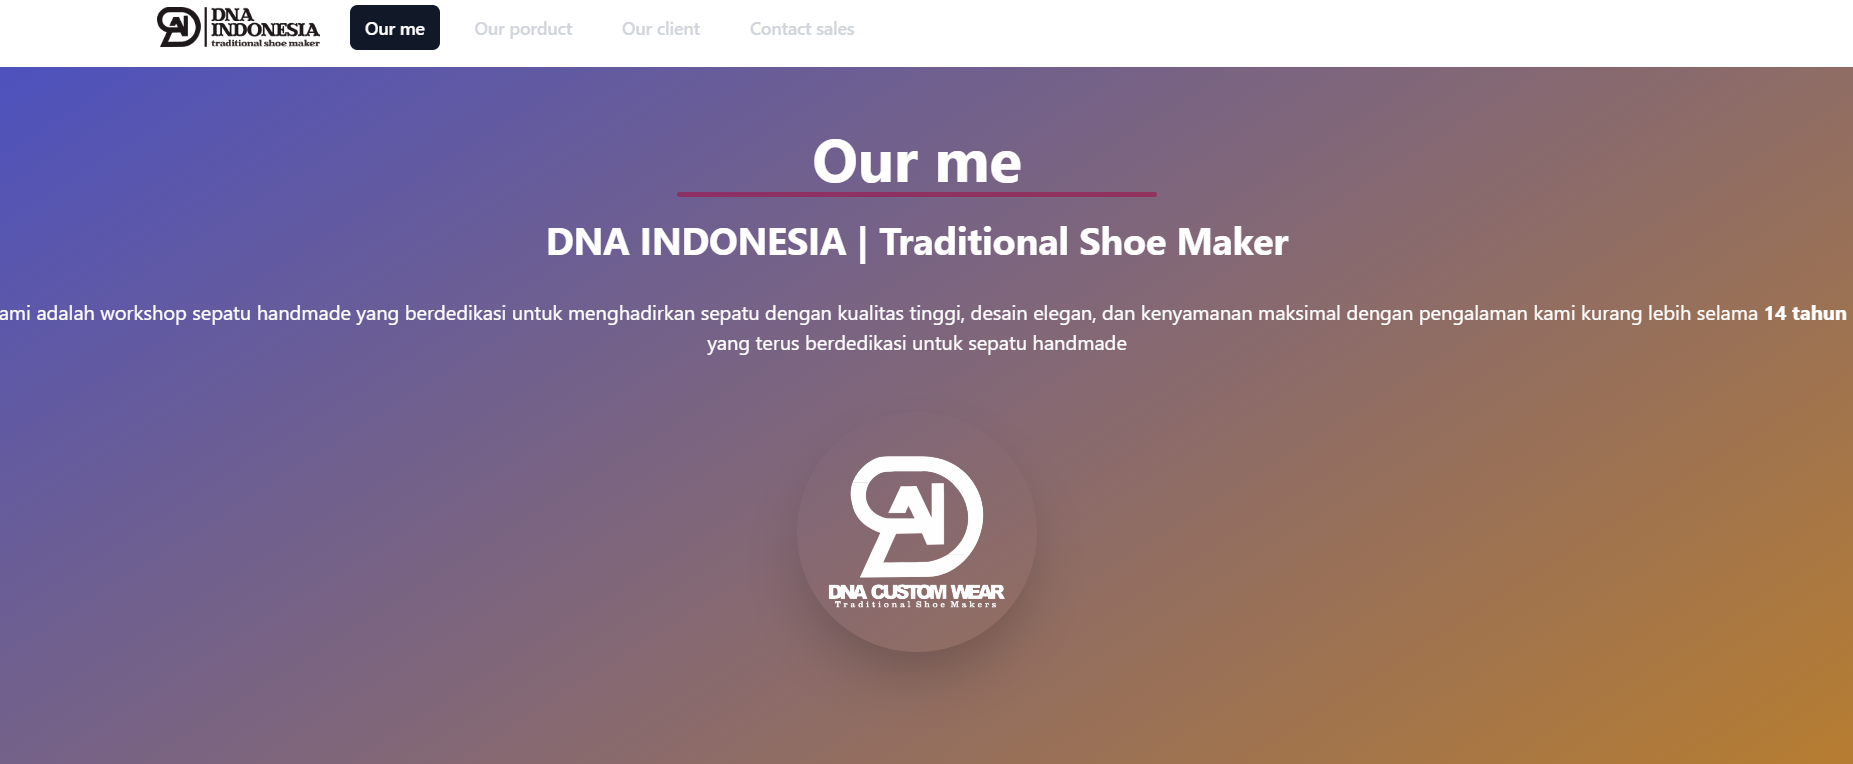 DNA
INDONESIA
traditional shoe maker
Our me
Our porduct
Our client
Contact sales
Our me
DNA INDONESIA | Traditional Shoe Maker
ami adalah workshop sepatu handmade yang berdedikasi untuk menghadirkan sepatu dengan kualitas tinggi, desain elegan, dan kenyamanan maksimal dengan pengalaman kami kurang lebih selama 14 tahun
yang terus berdedikasi untuk sepatu handmade
DNA CUSTOM WEAR
Traditional Shoe Makers